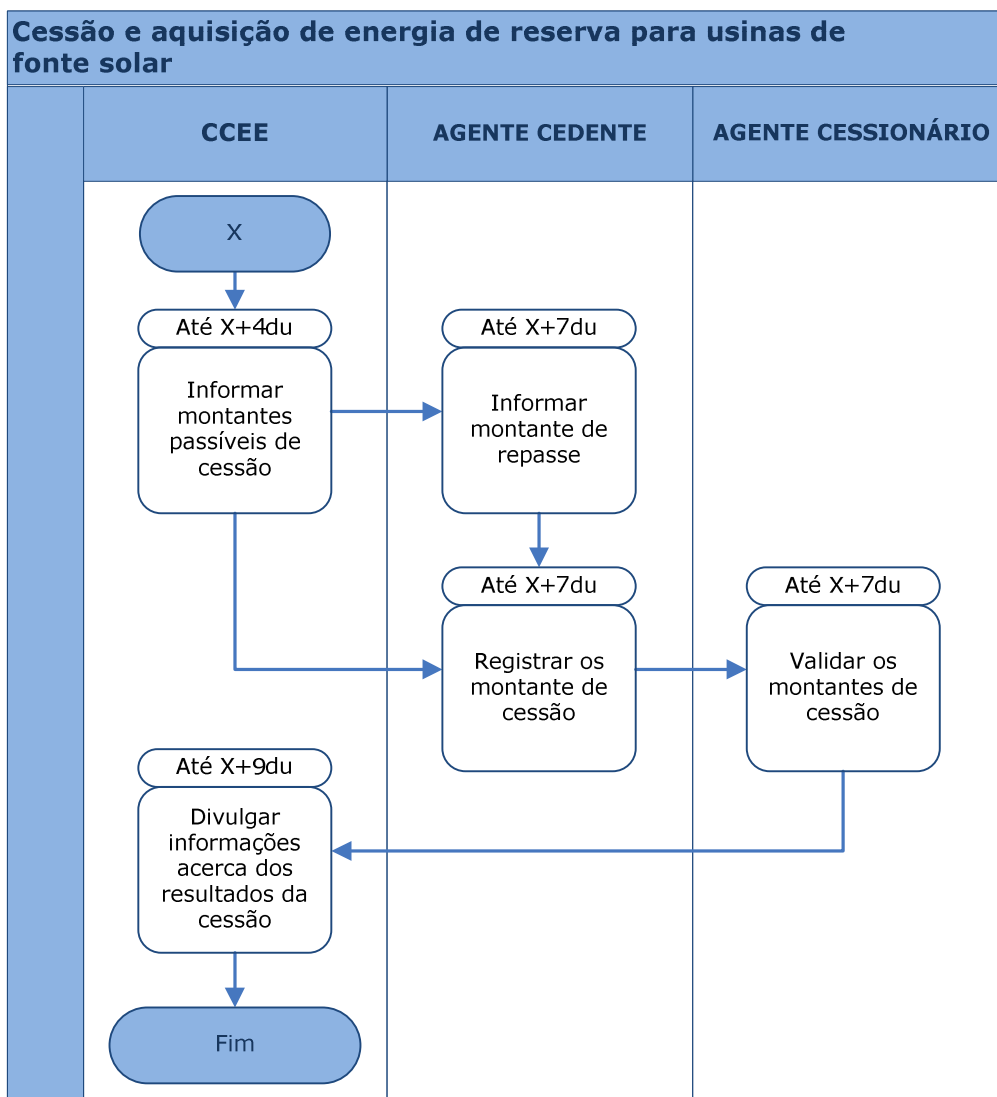 Cessão e aquisição de energia de reserva para usinas de
fonte solar
CCEE
AGENTE CEDENTE
AGENTE CESSIONÁRIO
X
Até X+4du
Informar
montantes
passíveis de
cessão
Até X+7du
Informar
montante de
repasse
Até X+7du
Registrar os
montante de
cessão
Até X+7du
Validar os
montantes de
cessão
Até X+9du
Divulgar
informações
acerca dos
resultados da
cessão
Fim